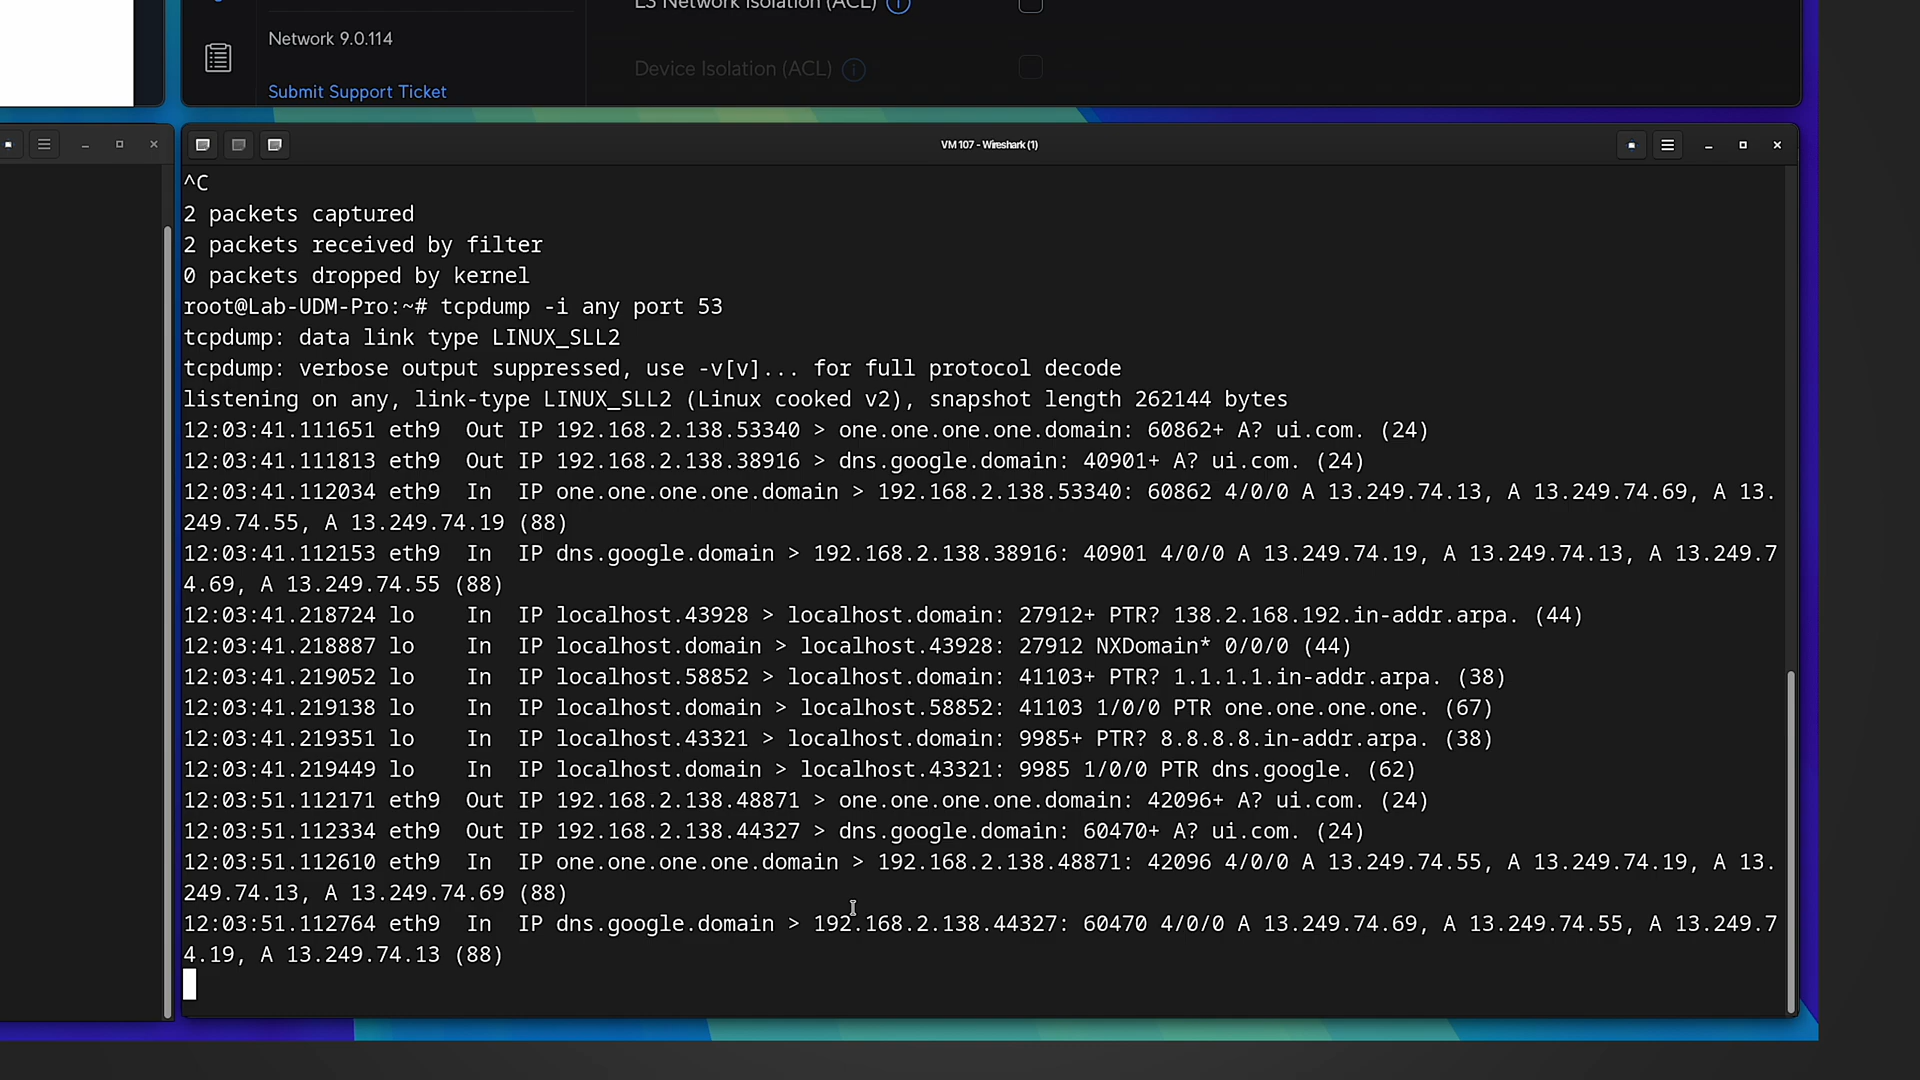 L3 Network Isolation (ACL)
Network 9.0.114
Device Isolation (ACL)
Submit Support Ticket
VM 107 - Wireshark (1)
^C
2 packets captured
2 packets received by filter
0 packets dropped by kernel
root@Lab-UDM-Pro:~# tcpdump -i any port 53
tcpdump: data link type LINUX_SLL2
tcpdump: verbose output suppressed, use -v[v]... for full protocol decode
listening on any, link-type LINUX_SLL2 (Linux cooked v2), snapshot length 262144 bytes
12:03:41.111651 eth9  Out IP 192.168.2.138.53340 > one.one.one.one.domain: 60862+ A? ui.com. (24)
12:03:41.111813 eth9  Out IP 192.168.2.138.38916 > dns.google.domain: 40901+ A? ui.com. (24)
12:03:41.112034 eth9  In  IP one.one.one.one.domain > 192.168.2.138.53340: 60862 4/0/0 A 13.249.74.13, A 13.249.74.69, A 13.
249.74.55, A 13.249.74.19 (88)
12:03:41.112153 eth9  In  IP dns.google.domain > 192.168.2.138.38916: 40901 4/0/0 A 13.249.74.19, A 13.249.74.13, A 13.249.7
4.69, A 13.249.74.55 (88)
12:03:41.218724 lo    In  IP localhost.43928 > localhost.domain: 27912+ PTR? 138.2.168.192.in-addr.arpa. (44)
12:03:41.218887 lo    In  IP localhost.domain > localhost.43928: 27912 NXDomain* 0/0/0 (44)
12:03:41.219052 lo    In  IP localhost.58852 > localhost.domain: 41103+ PTR? 1.1.1.1.in-addr.arpa. (38)
12:03:41.219138 lo    In  IP localhost.domain > localhost.58852: 41103 1/0/0 PTR one.one.one.one. (67)
12:03:41.219351 lo    In  IP localhost.43321 > localhost.domain: 9985+ PTR? 8.8.8.8.in-addr.arpa. (38)
12:03:41.219449 lo    In  IP localhost.domain > localhost.43321: 9985 1/0/0 PTR dns.google. (62)
12:03:51.112171 eth9  Out IP 192.168.2.138.48871 > one.one.one.one.domain: 42096+ A? ui.com. (24)
12:03:51.112334 eth9  Out IP 192.168.2.138.44327 > dns.google.domain: 60470+ A? ui.com. (24)
12:03:51.112610 eth9  In  IP one.one.one.one.domain > 192.168.2.138.48871: 42096 4/0/0 A 13.249.74.55, A 13.249.74.19, A 13.
249.74.13, A 13.249.74.69 (88)
12:03:51.112764 eth9  In  IP dns.google.domain > 192.168.2.138.44327: 60470 4/0/0 A 13.249.74.69, A 13.249.74.55, A 13.249.7
4.19, A 13.249.74.13 (88)